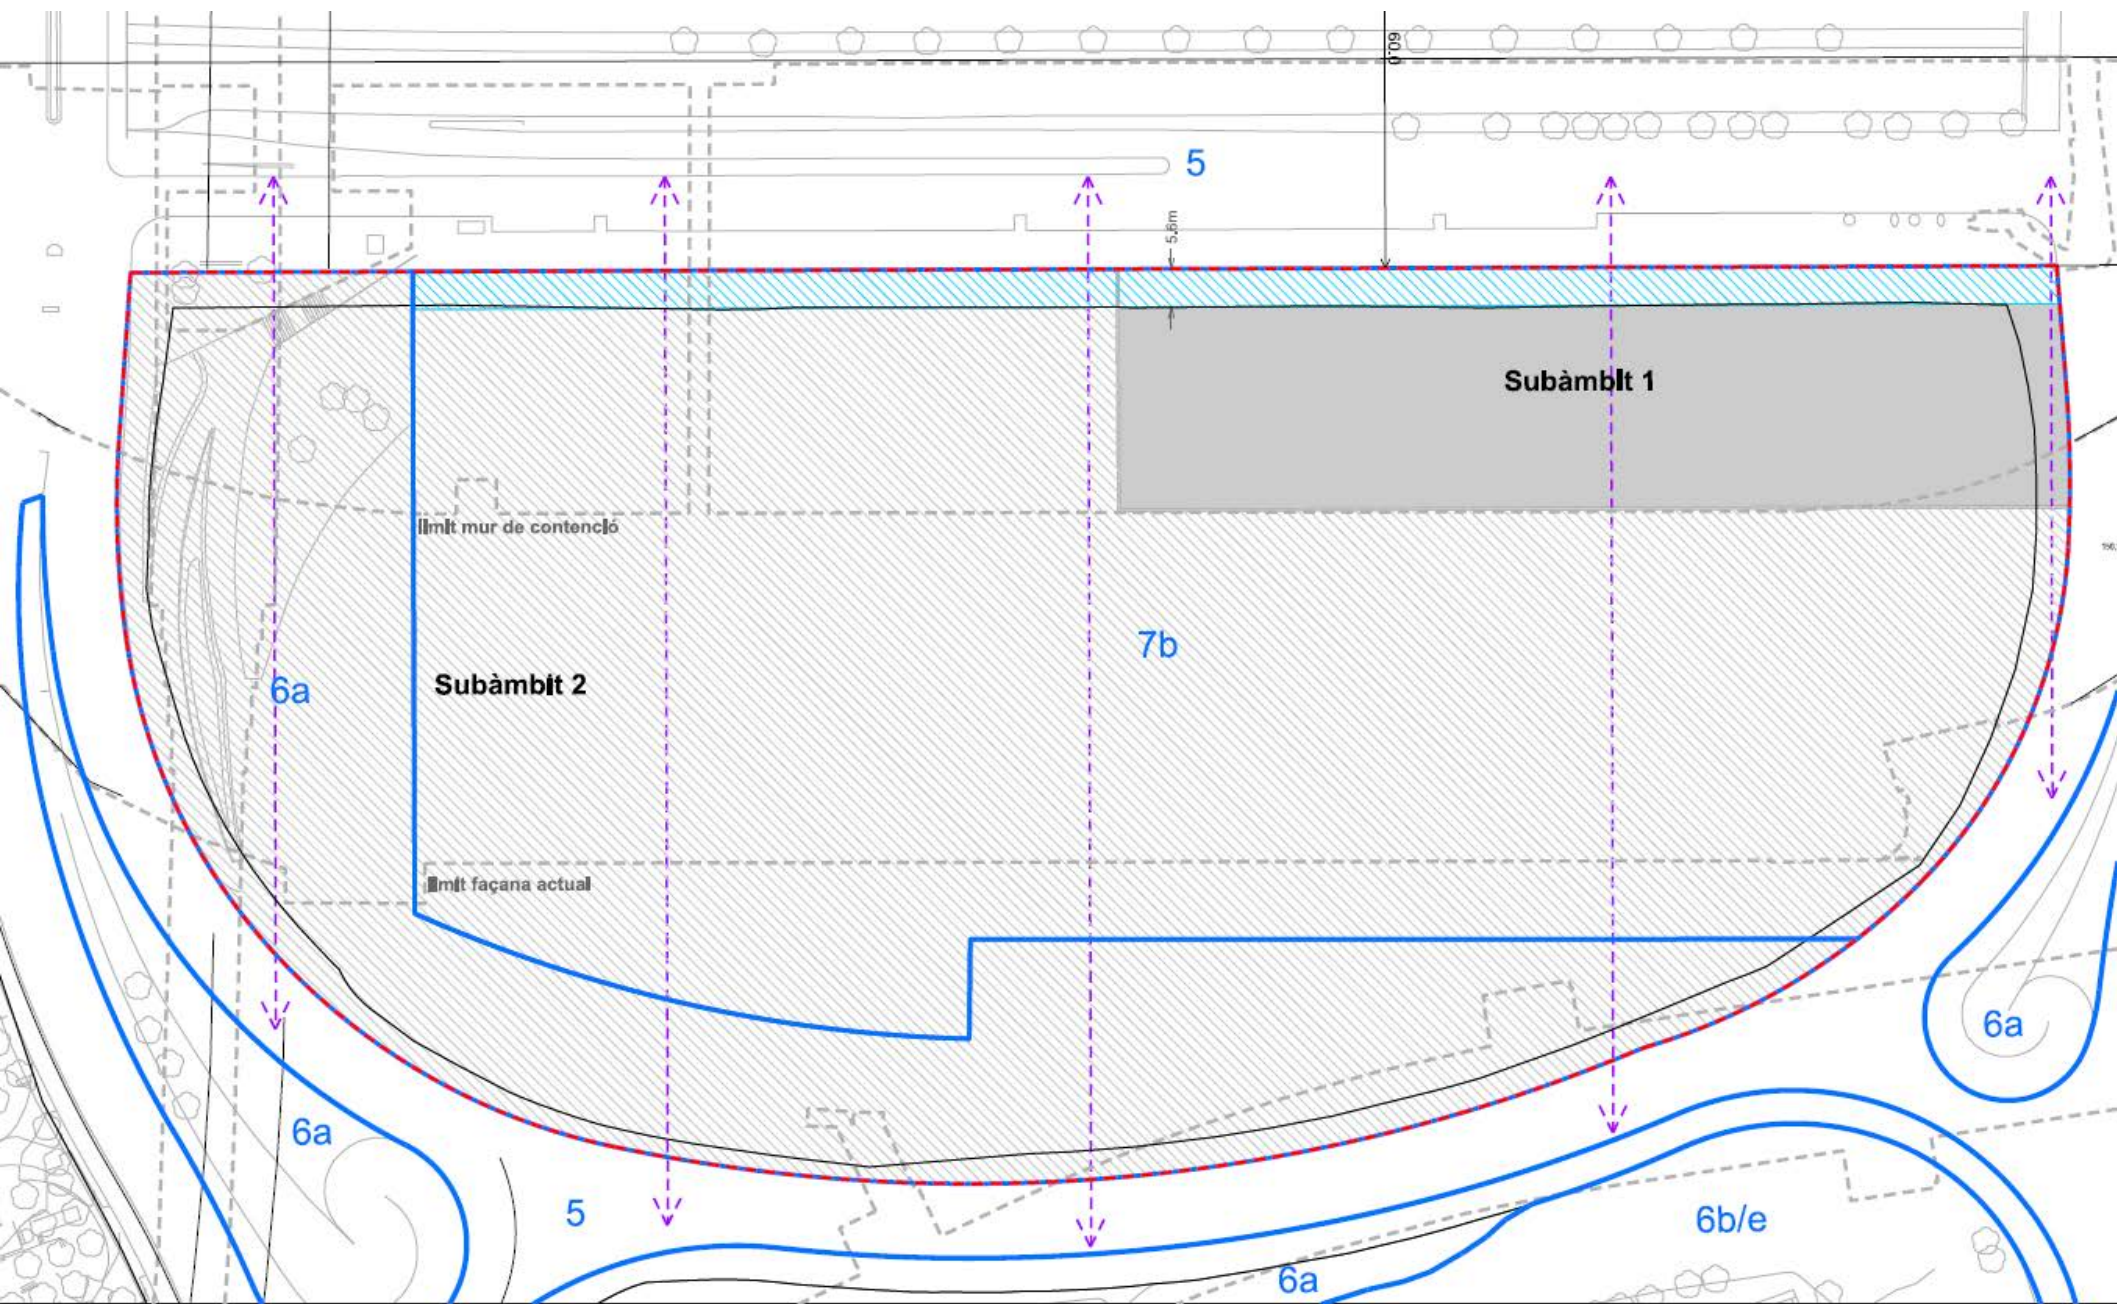 60.0
5
5.6m
Subàmbit 1
límit mur de contenció
7b
6a
Subàmbit 2
límit façana actual
6a
6a
5
6b/e
6a